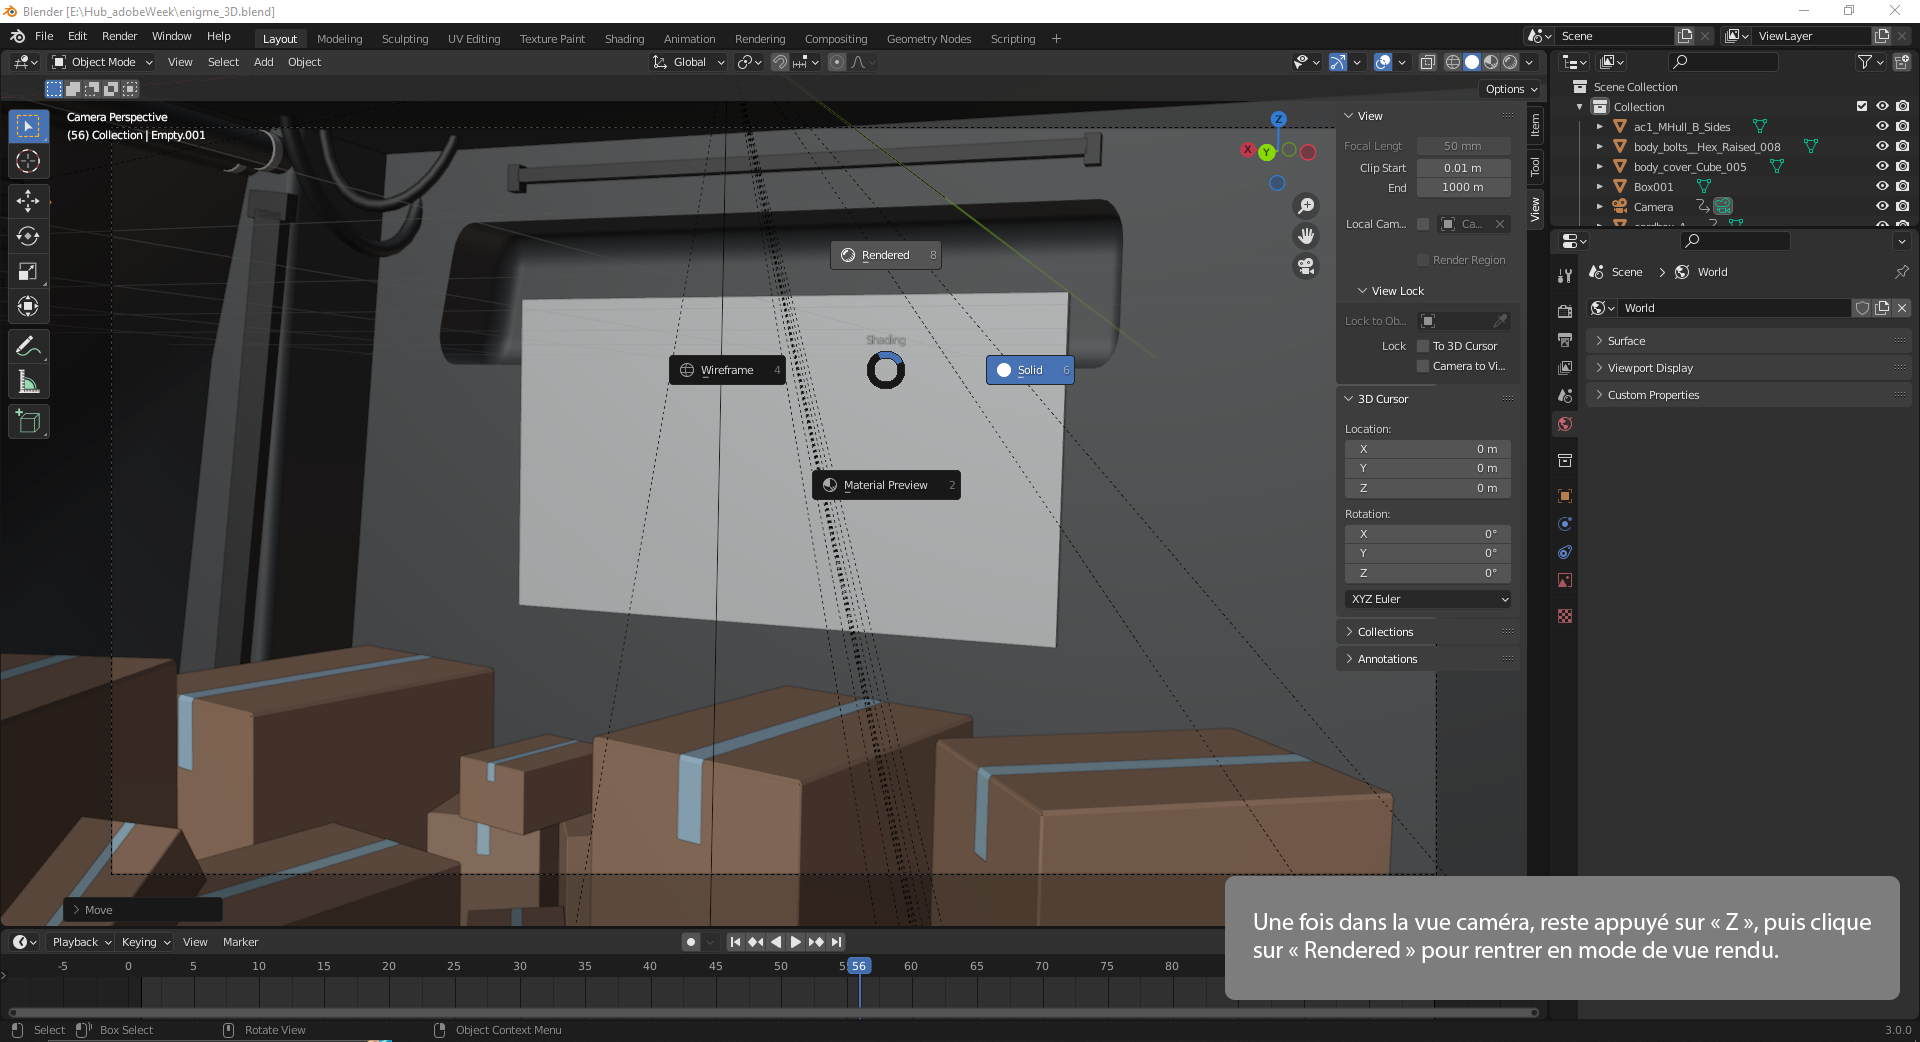 Blender [E:\Hub_adobeWeek\enigme_3D.blend]
File Edit Render Window Help Layout Modeling Sculpting UV Editing Texture Paint Shading Animation Rendering Compositing Geometry Nodes Scripting + Scene ViewLayer
Object Mode View Select Add Object Global
Options
Camera Perspective
(56) Collection | Empty.001
Z
X
Y
Rendered 8
Shading
Wireframe 4
Solid 6
Material Preview 2
Move
View
Focal Lengt 50 mm
Clip Start 0.01 m
End 1000 m
Local Cam... Ca...
Render Region
View Lock
Lock to Ob...
Lock To 3D Cursor
Camera to Vi...
3D Cursor
Location:
X 0 m
Y 0 m
Z 0 m
Rotation:
X 0°
Y 0°
Z 0°
XYZ Euler
Collections
Annotations
Item
Tool
View
Scene Collection
Collection
ac1_MHull_B_Sides
body_bolts__Hex_Raised_008
body_cover_Cube_005
Box001
Camera
Scene > World
World
Surface
Viewport Display
Custom Properties
Une fois dans la vue caméra, reste appuyé sur « Z », puis clique
sur « Rendered » pour rentrer en mode de vue rendu.
Playback Keying View Marker
-5 0 5 10 15 20 25 30 35 40 45 50 5 56 60 65 70 75 80
Select Box Select Rotate View Object Context Menu 3.0.0